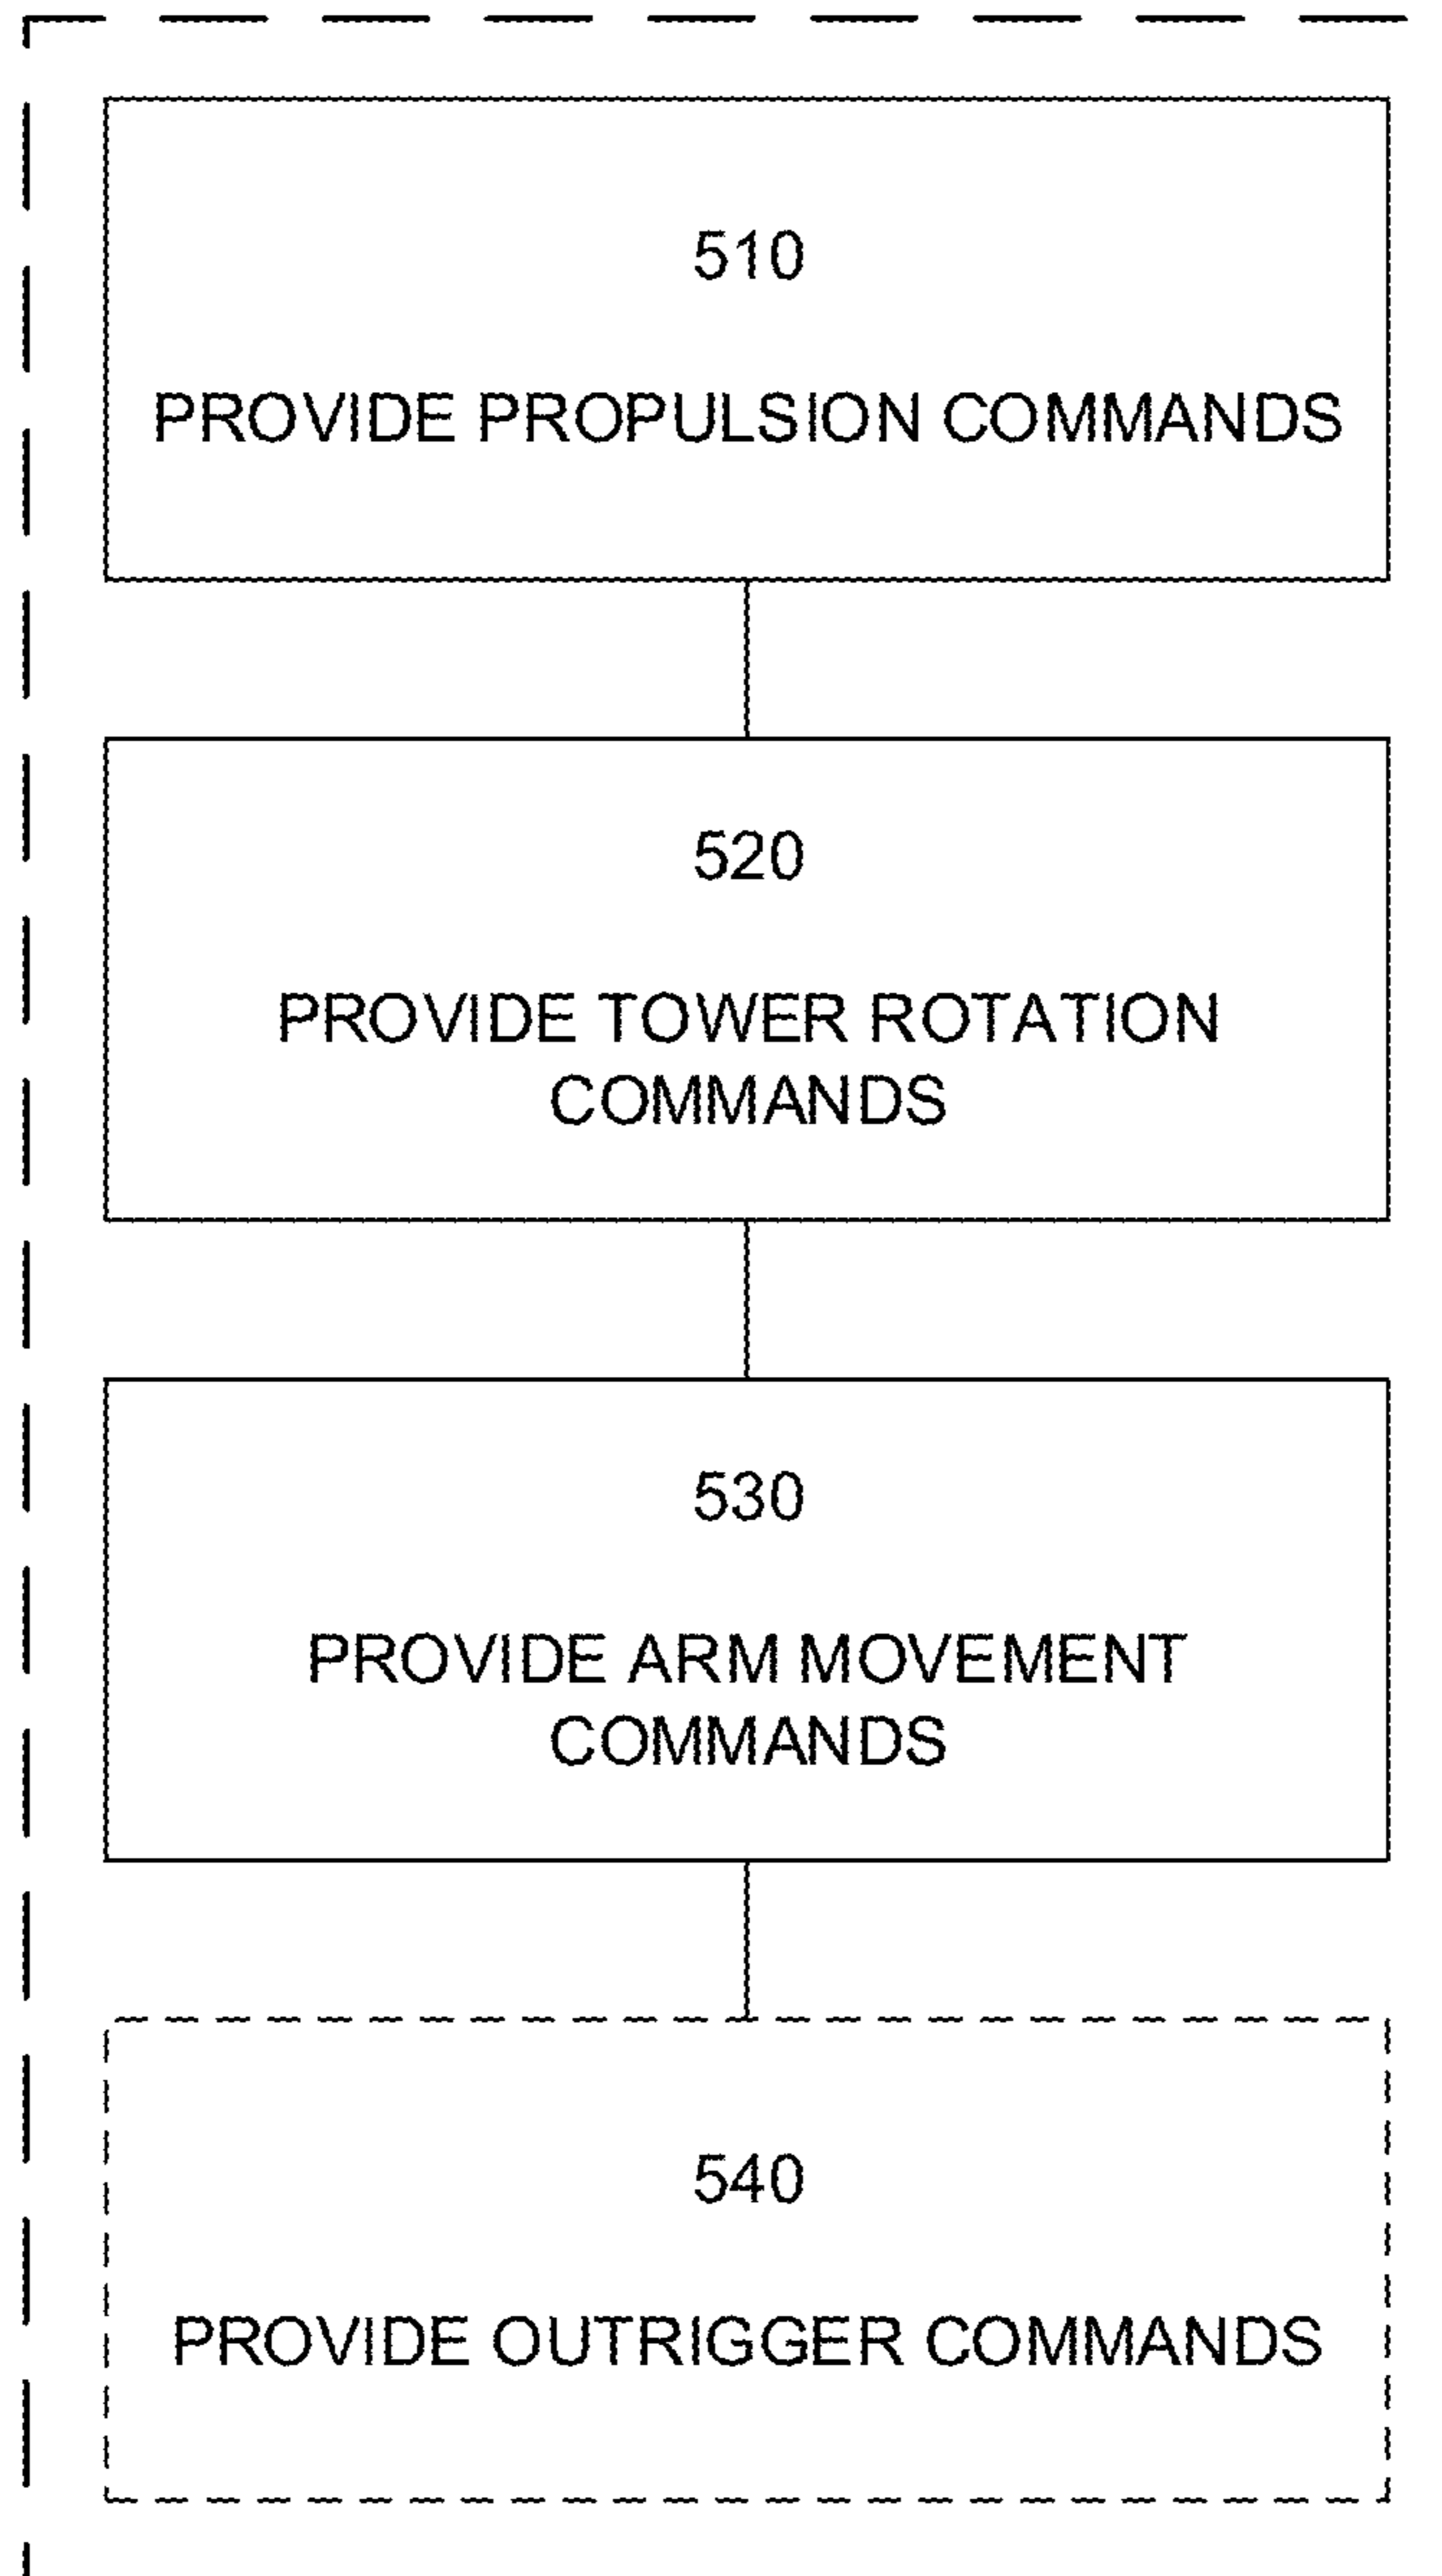 510
PROVIDE PROPULSION COMMANDS
520
PROVIDE TOWER ROTATION
COMMANDS
530
PROVIDE ARM MOVEMENT
COMMANDS
540
PROVIDE OUTRIGGER COMMANDS